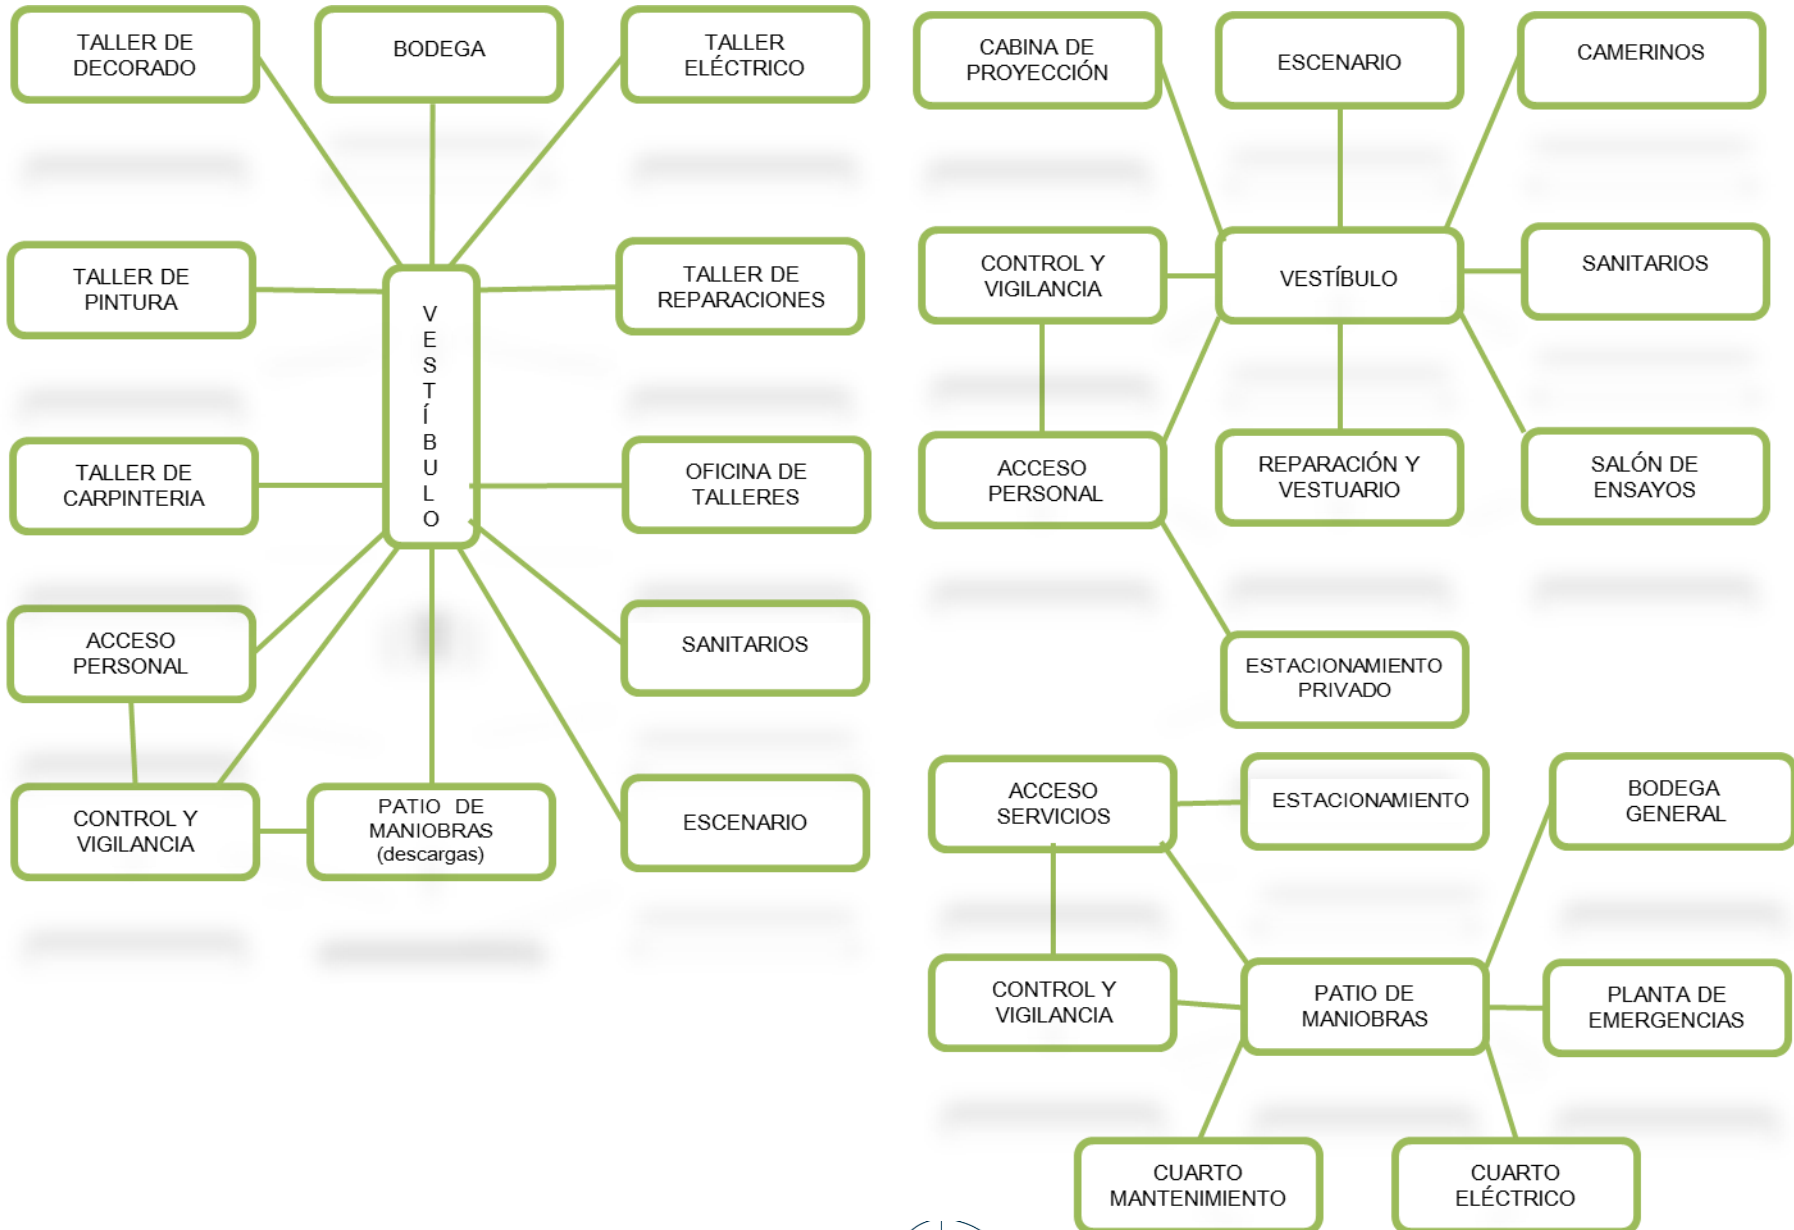 TALLER DE
DECORADO
BODEGA
TALLER
ELÉCTRICO
TALLER DE
PINTURA
TALLER DE
REPARACIONES
VESTÍBULO
TALLER DE
CARPINTERIA
OFICINA DE
TALLERES
ACCESO
PERSONAL
SANITARIOS
CONTROL Y
VIGILANCIA
PATIO DE
MANIOBRAS
(descargas)
ESCENARIO
CABINA DE
PROYECCIÓN
ESCENARIO
CAMERINOS
CONTROL Y
VIGILANCIA
VESTÍBULO
SANITARIOS
ACCESO
PERSONAL
REPARACIÓN Y
VESTUARIO
SALÓN DE
ENSAYOS
ESTACIONAMIENTO
PRIVADO
ACCESO
SERVICIOS
ESTACIONAMIENTO
BODEGA
GENERAL
CONTROL Y
VIGILANCIA
PATIO DE
MANIOBRAS
PLANTA DE
EMERGENCIAS
CUARTO
MANTENIMIENTO
CUARTO
ELÉCTRICO